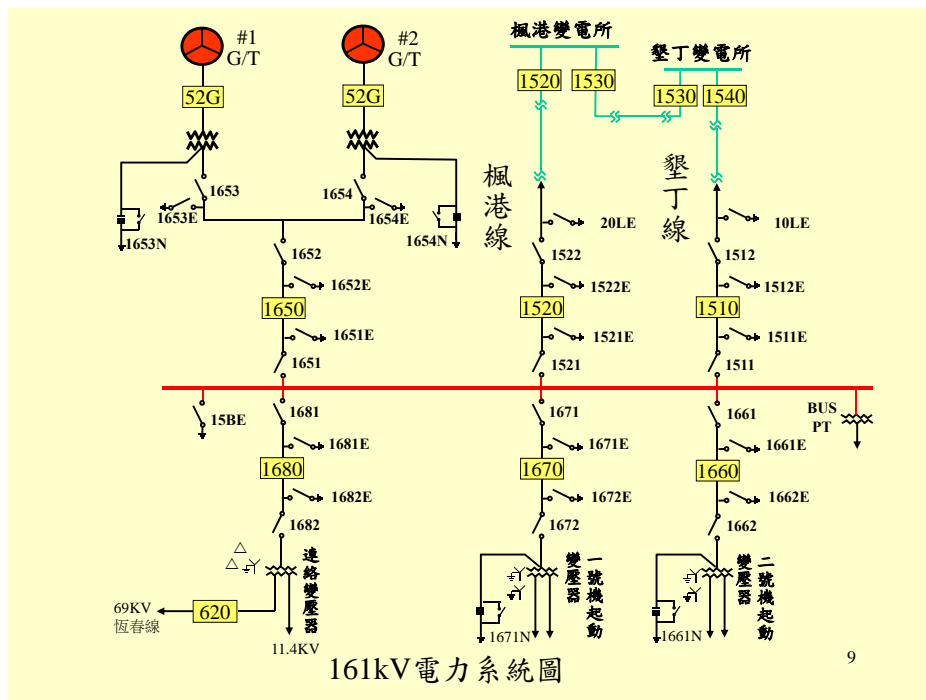 #1
G/T
#2
G/T
楓港變電所
墾丁變電所
52G
52G
1520
1530
1530
1540
楓港線
墾丁線
1653
1654
1653E
1654E
1653N
1654N
20LE
10LE
1652
1522
1512
1652E
1522E
1512E
1650
1520
1510
1651E
1521E
1511E
1651
1521
1511
15BE
1681
1671
1661
BUS
PT
1681E
1671E
1661E
1680
1670
1660
1682E
1672E
1662E
1682
1672
1662
△
△
連絡變壓器
一號機起動
變壓器
二號機起動
變壓器
69KV
恆春線
620
11.4KV
1671N
1661N
161kV電力系統圖
9